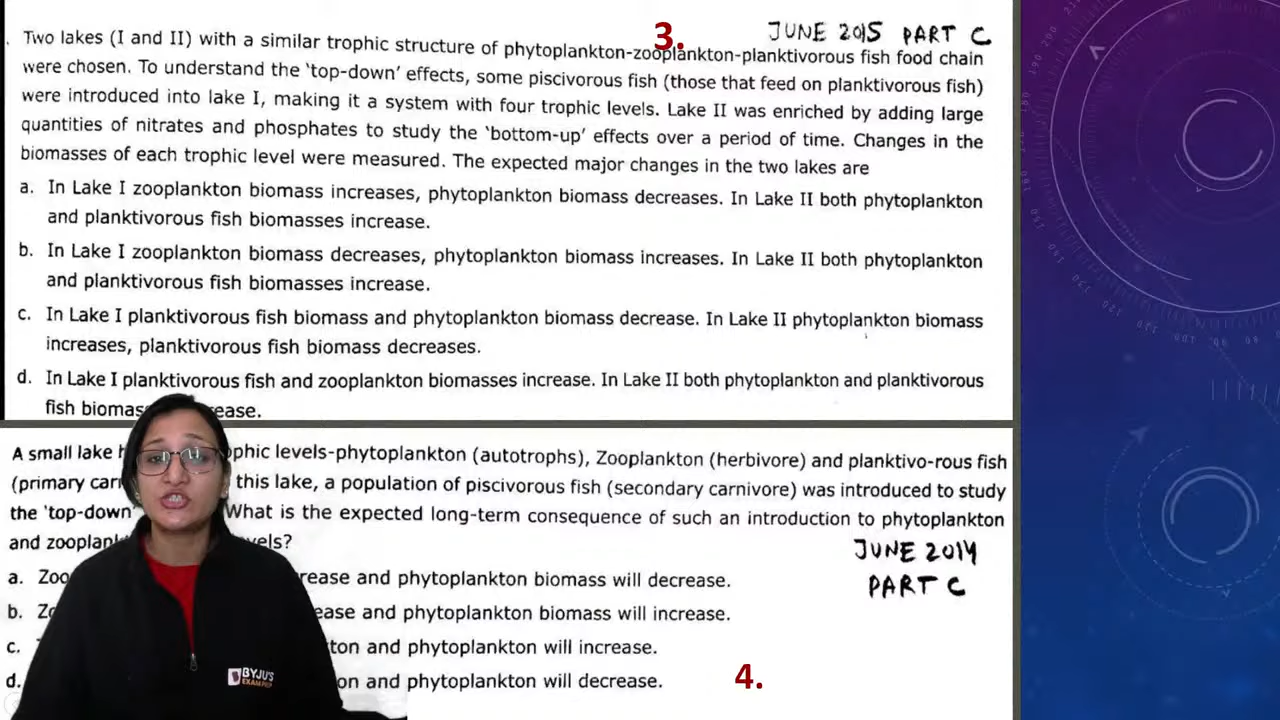 3.
JUNE 2015 PART C
Two lakes (I and II) with a similar trophic structure of phytoplankton-zooplankton-planktivorous fish food chain
were chosen. To understand the 'top-down' effects, some piscivorous fish (those that feed on planktivorous fish)
were introduced into lake I, making it a system with four trophic levels. Lake II was enriched by adding large
quantities of nitrates and phosphates to study the 'bottom-up' effects over a period of time. Changes in the
biomasses of each trophic level were measured. The expected major changes in the two lakes are
a. In Lake I zooplankton biomass increases, phytoplankton biomass decreases. In Lake II both phytoplankton
and planktivorous fish biomasses increase.
b. In Lake I zooplankton biomass decreases, phytoplankton biomass increases. In Lake II both phytoplankton
and planktivorous fish biomasses increase.
c. In Lake I planktivorous fish biomass and phytoplankton biomass decrease. In Lake II phytoplankton biomass
increases, planktivorous fish biomass decreases.
d. In Lake I planktivorous fish and zooplankton biomasses increase. In Lake II both phytoplankton and planktivorous
fish
A small lake levels-phytoplankton (autotrophs), Zooplankton (herbivore) and planktivo-rous fish
(primary this lake, a population of piscivorous fish (secondary carnivore) was introduced to study
the 'top-down' What is the expected long-term consequence of such an introduction to phytoplankton
and
JUNE 2014
PART C
a. and phytoplankton biomass will decrease.
b. and phytoplankton biomass will increase.
c. and phytoplankton will increase.
d. and phytoplankton will decrease.
4.
BYJU'S
EXAM PREP